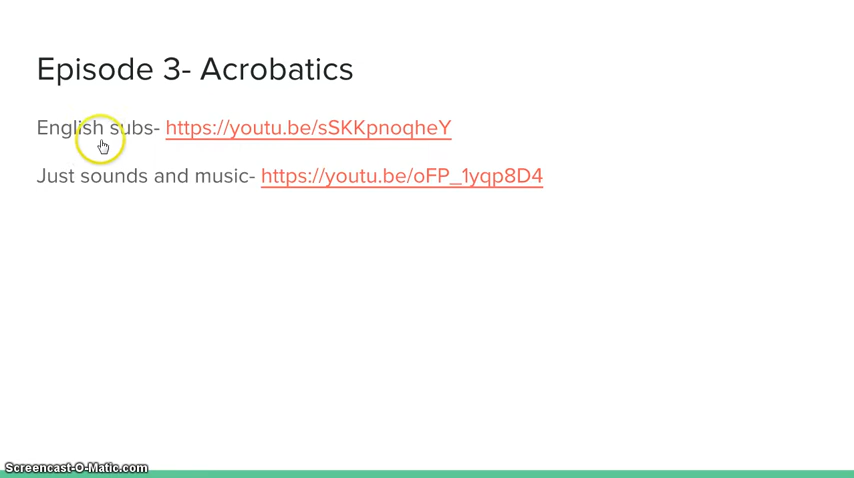 Episode 3- Acrobatics
English subs- https://youtu.be/sSKKpnoqheY
Just sounds and music- https://youtu.be/oFP_1yqp8D4
Screencast-O-Matic.com